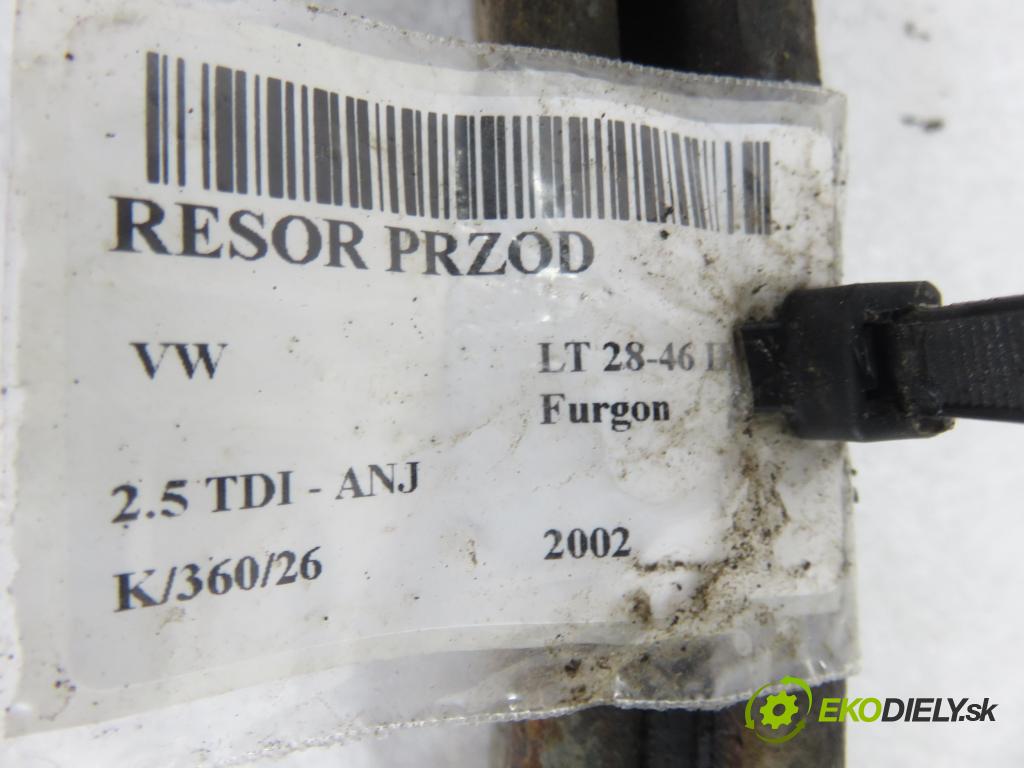 RESOR PRZOD
VW
LT 28-46
Furgon
2.5 TDI - ANJ
2002
K/360/26
EKODIELY.sk